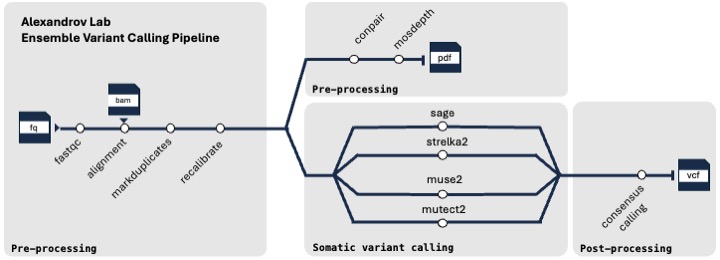 Alexandrov Lab
Ensemble Variant Calling Pipeline
fq
bam
fastqc
alignment
markduplicates
recalibrate
Pre-processing
conpair
mosdepth
pdf
Pre-processing
sage
strelka2
muse2
mutect2
Somatic variant calling
consensus
calling
vcf
Post-processing